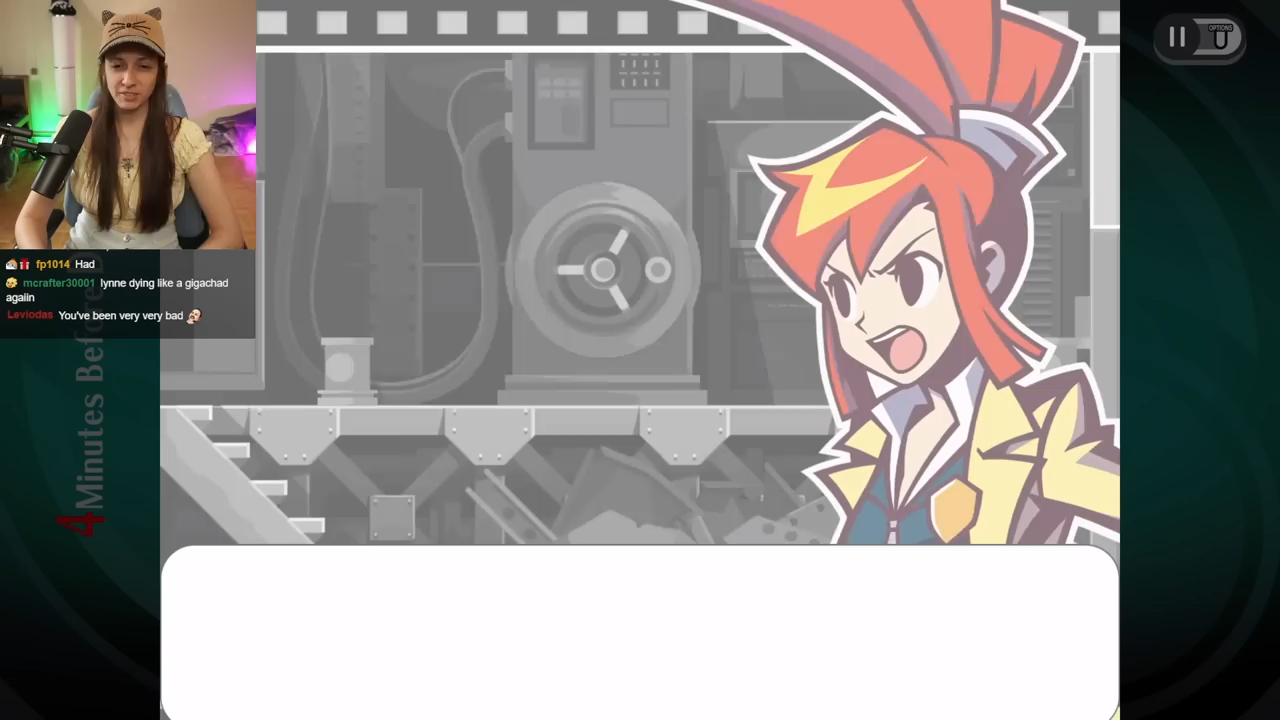 OPTIONS
fp1014 Had
mcrafter30001 lynne dying like a gigachad
agaiin
Leviodas You've been very very bad
4 Minutes Before